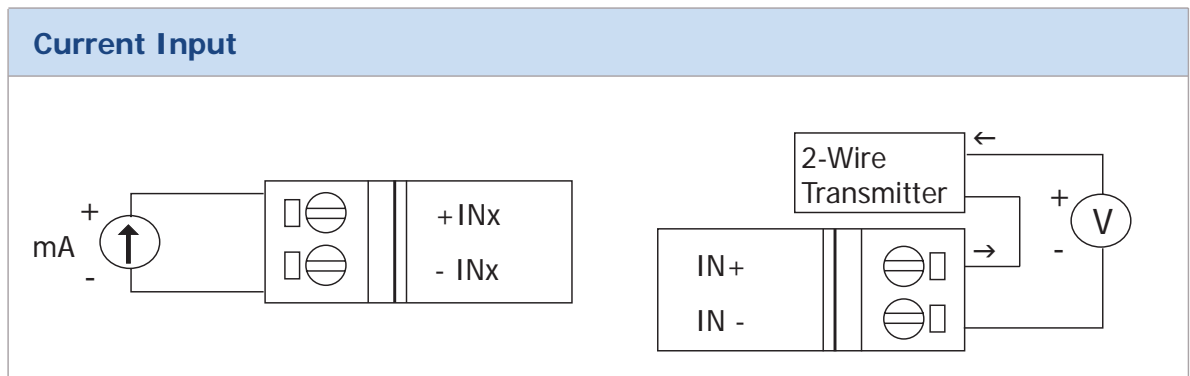 Current Input
+
mA
-
+INx
- INx
2-Wire
Transmitter
←
→
IN+
IN -
+
V
-